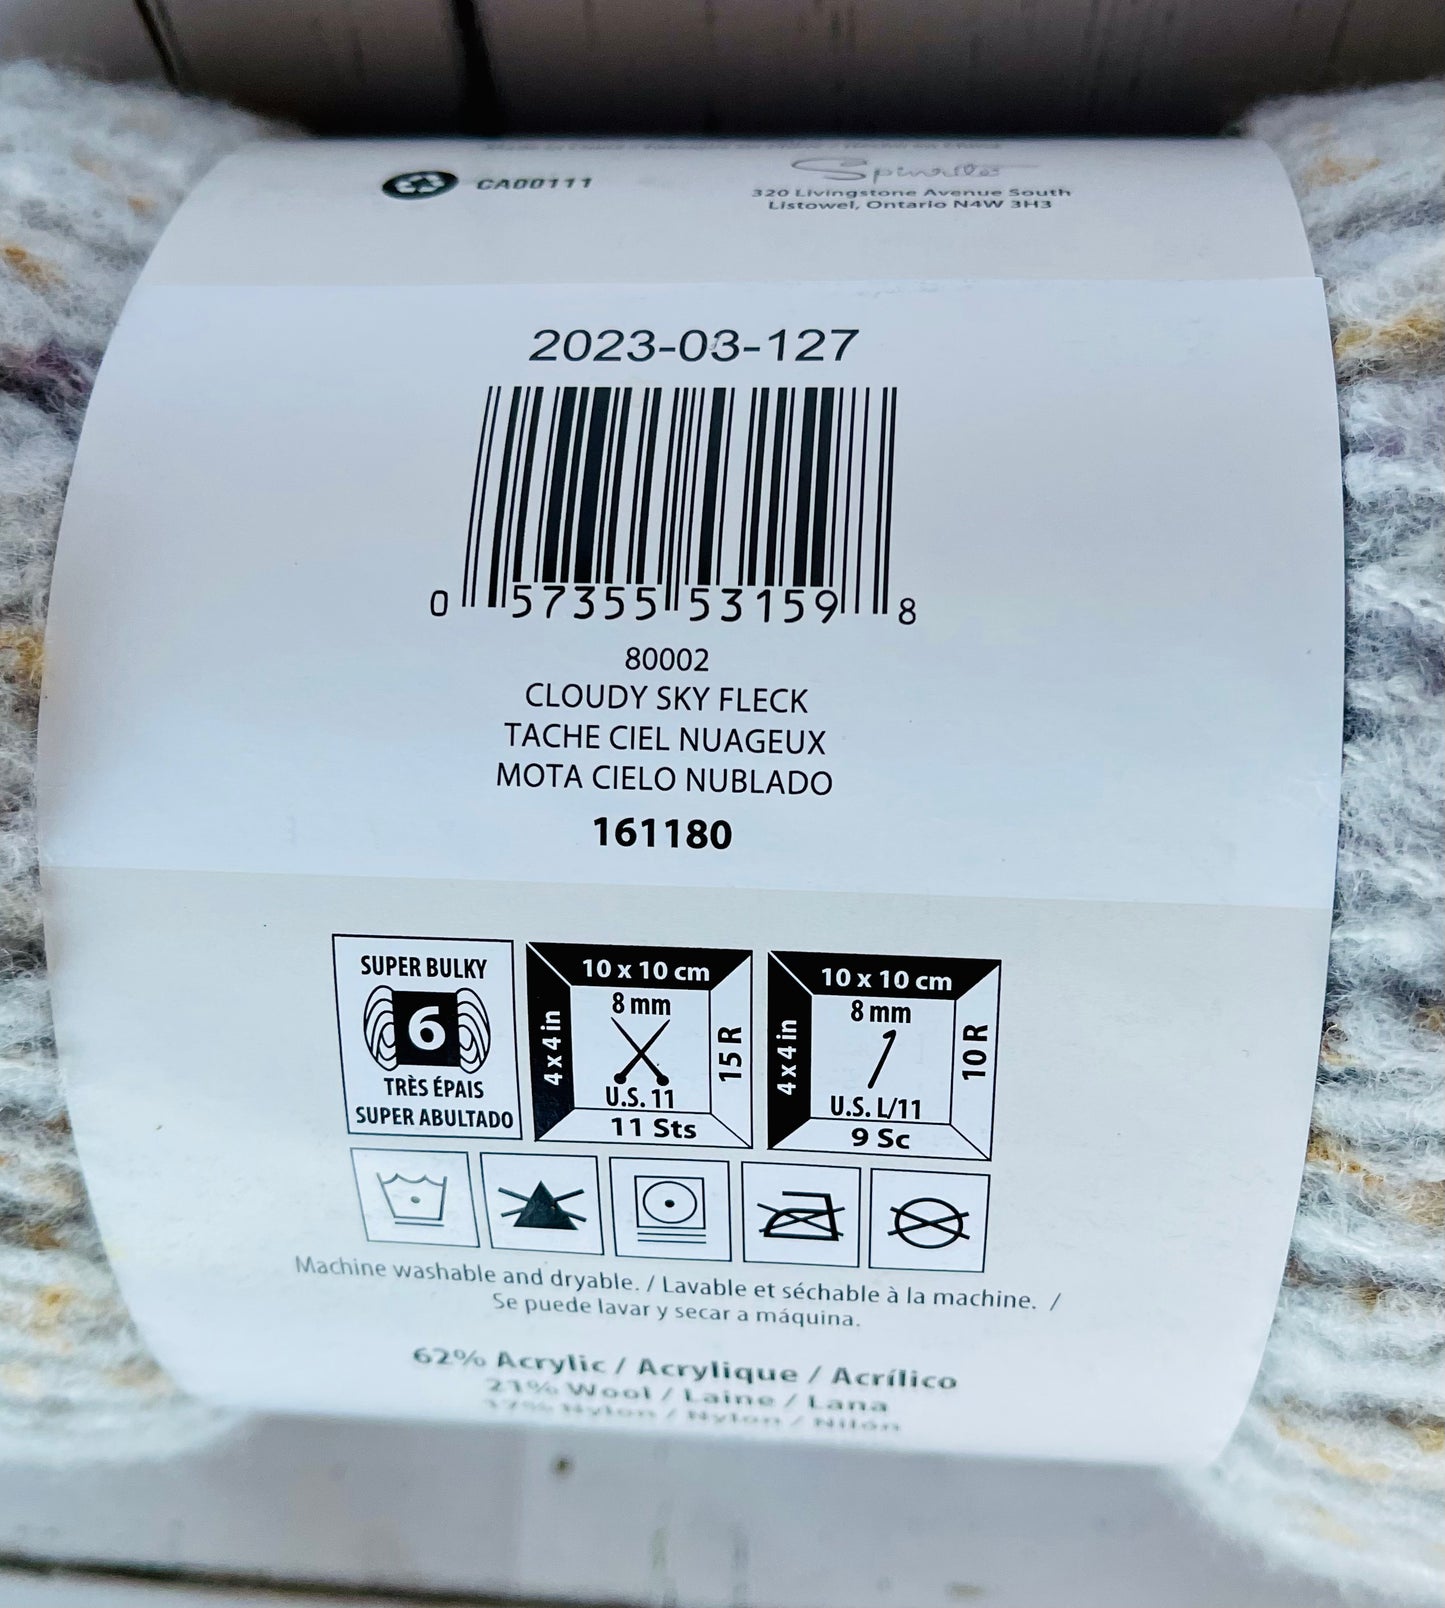 CA00111
Spinrite
320 Livingstone Avenue South
Listowel, Ontario N4W 3H3
2023-03-127
0 57355 53159 8
80002
CLOUDY SKY FLECK
TACHE CIEL NUAGEUX
MOTA CIELO NUBLADO
161180
SUPER BULKY
6
TRÈS ÉPAIS
SUPER ABULTADO
10 x 10 cm
4 x 4 in
8 mm
U.S. 11
15 R
11 Sts
10 x 10 cm
4 x 4 in
8 mm
U.S. L/11
10 R
9 Sc
Machine washable and dryable. / Lavable et séchable à la machine. /
Se puede lavar y secar a máquina.
62% Acrylic / Acrylique / Acrílico
21% Wool / Laine / Lana
17% Nylon / Nylon / Nilón